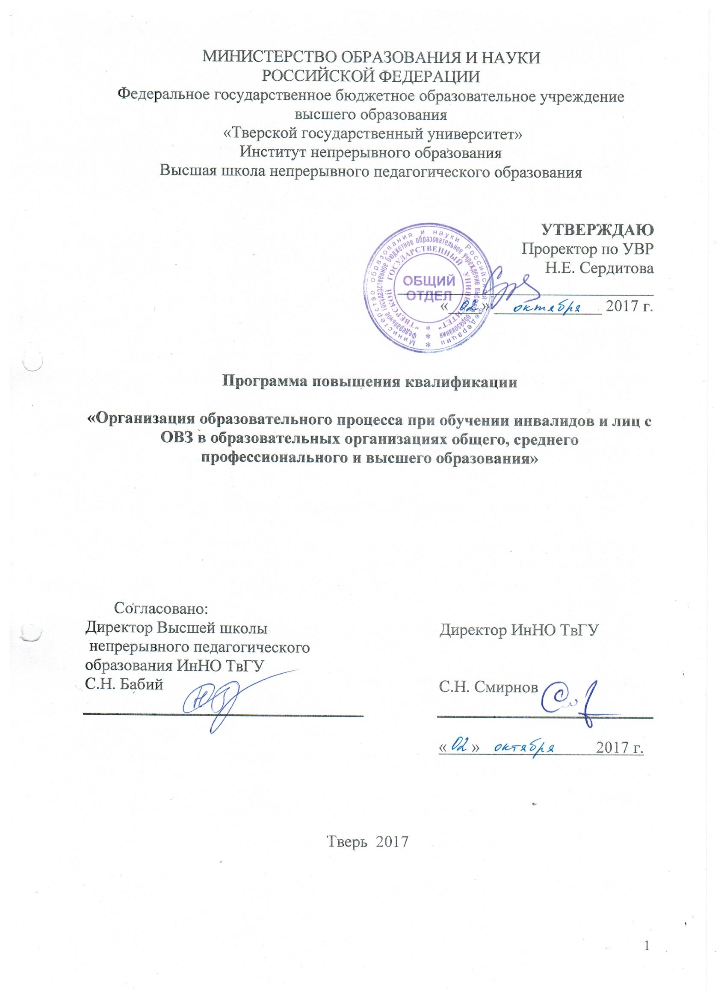 МИНИСТЕРСТВО ОБРАЗОВАНИЯ И НАУКИ
РОССИЙСКОЙ ФЕДЕРАЦИИ
Федеральное государственное бюджетное образовательное учреждение
высшего образования
«Тверской государственный университет»
Институт непрерывного образования
Высшая школа непрерывного педагогического образования
УТВЕРЖДАЮ
Проректор по УВР
Н.Е. Сердитова
«02» октября 2017 г.
Министерство образования и науки Российской Федерации
Федеральное государственное бюджетное образовательное учреждение высшего образования
"ТВЕРСКОЙ ГОСУДАРСТВЕННЫЙ УНИВЕРСИТЕТ"
ОБЩИЙ
ОТДЕЛ
Программа повышения квалификации
«Организация образовательного процесса при обучении инвалидов и лиц с
ОВЗ в образовательных организациях общего, среднего
профессионального и высшего образования»
Согласовано:
Директор Высшей школы
непрерывного педагогического
образования ИнНО ТвГУ
С.Н. Бабий
Директор ИнНО ТвГУ
С.Н. Смирнов
«02» октября 2017 г.
Тверь 2017
1